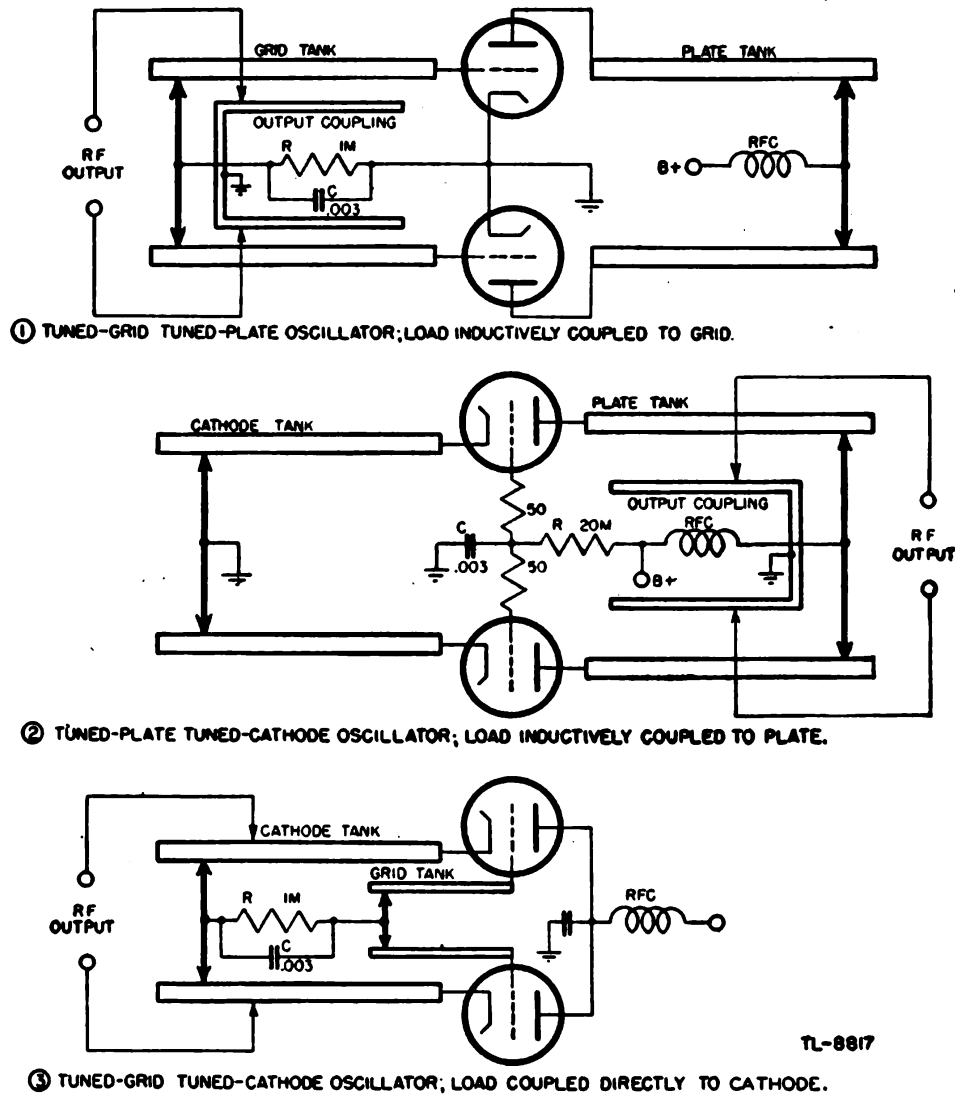 GRID TANK
PLATE TANK
OUTPUT COUPLING
R 1M
RF
OUTPUT
C
.003
RFC
B+
① TUNED-GRID TUNED-PLATE OSCILLATOR; LOAD INDUCTIVELY COUPLED TO GRID.
CATHODE TANK
PLATE TANK
50
OUTPUT COUPLING
C
R 20M
RFC
RF
OUTPUT
.003
50
B+
② TUNED-PLATE TUNED-CATHODE OSCILLATOR; LOAD INDUCTIVELY COUPLED TO PLATE.
CATHODE TANK
GRID TANK
R 1M
RFC
RF
OUTPUT
C
.003
TL-8817
③ TUNED-GRID TUNED-CATHODE OSCILLATOR; LOAD COUPLED DIRECTLY TO CATHODE.